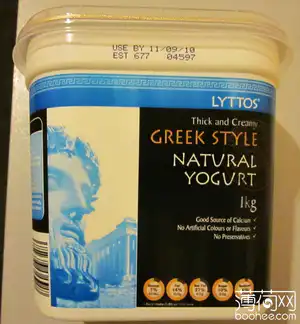 USE BY 11/09/10
EST 677 04597
LYTTOS
Thick and Creamy
GREEK STYLE
NATURAL
YOGURT
1kg
Good Source of Calcium ✓
No Artificial Colours or Flavours ✓
No Preservatives ✓
薄荷网
boohee.com